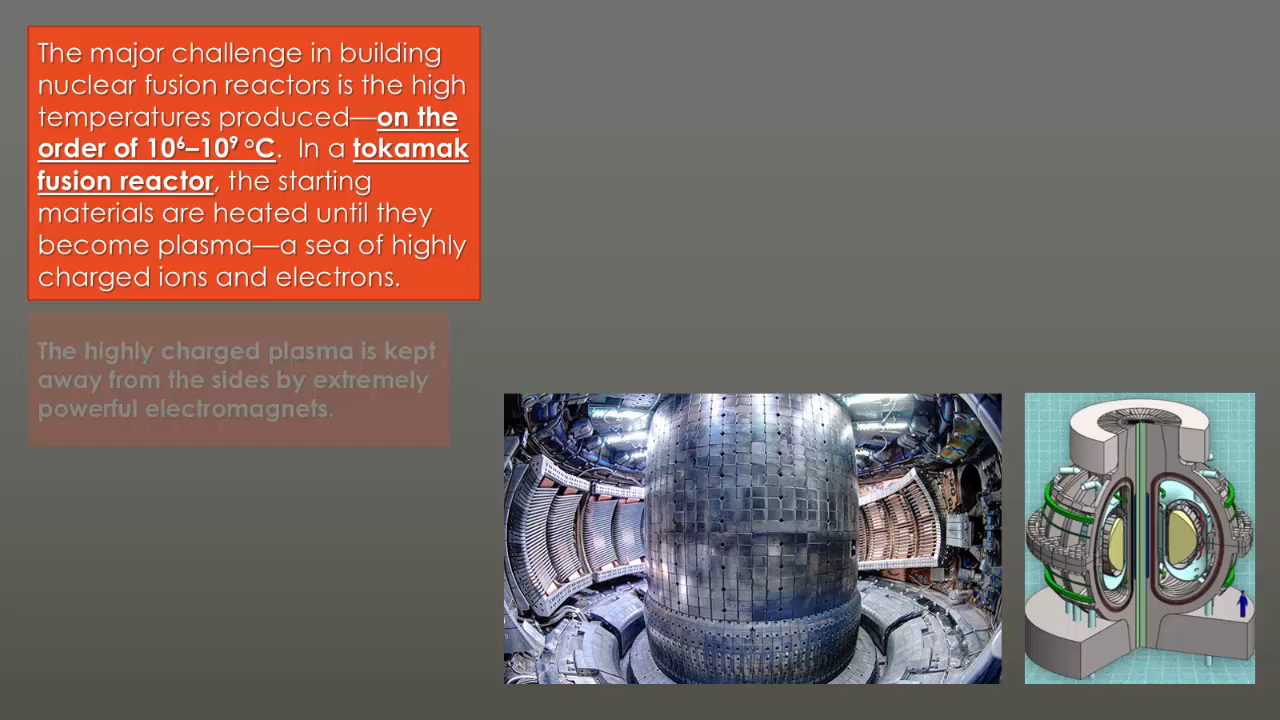 The major challenge in building
nuclear fusion reactors is the high
temperatures produced—on the
order of 10⁶–10⁹ °C.  In a tokamak
fusion reactor, the starting
materials are heated until they
become plasma—a sea of highly
charged ions and electrons.
The highly charged plasma is kept
away from the sides by extremely
powerful electromagnets.